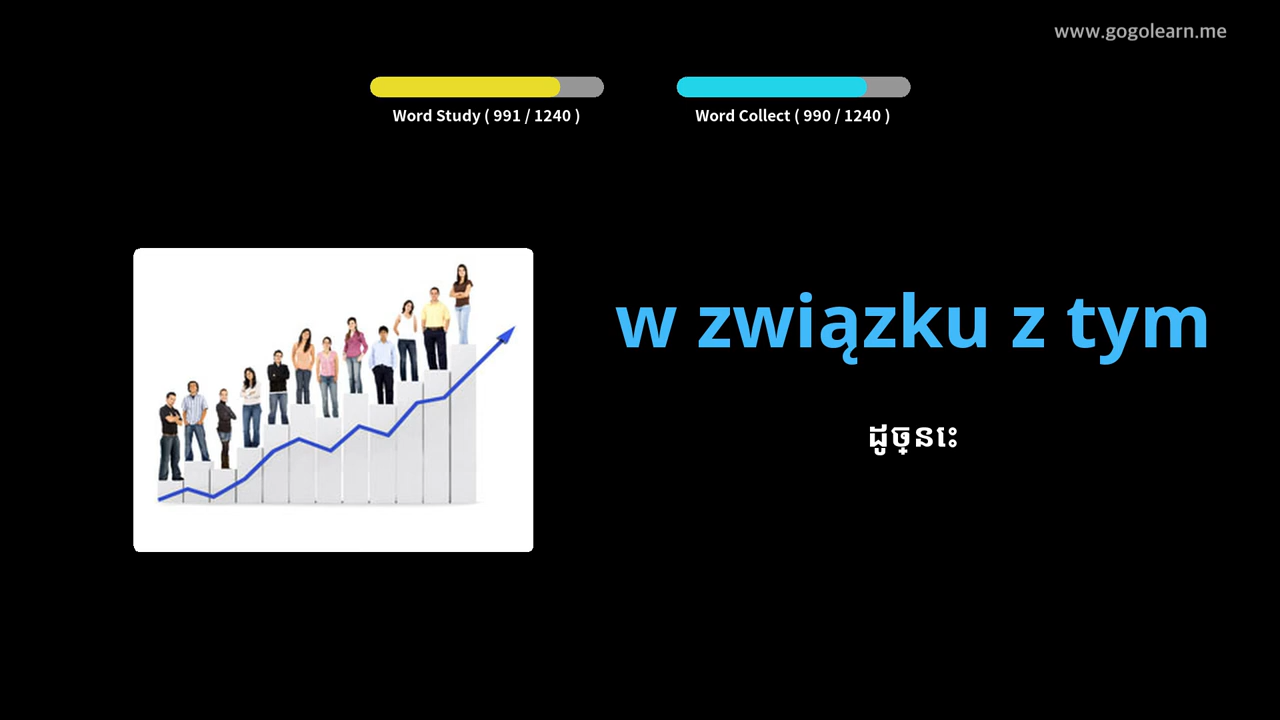 www.gogolearn.me
Word Study ( 991 / 1240 )
Word Collect ( 990 / 1240 )
w związku z tym
ដូច្នេះ